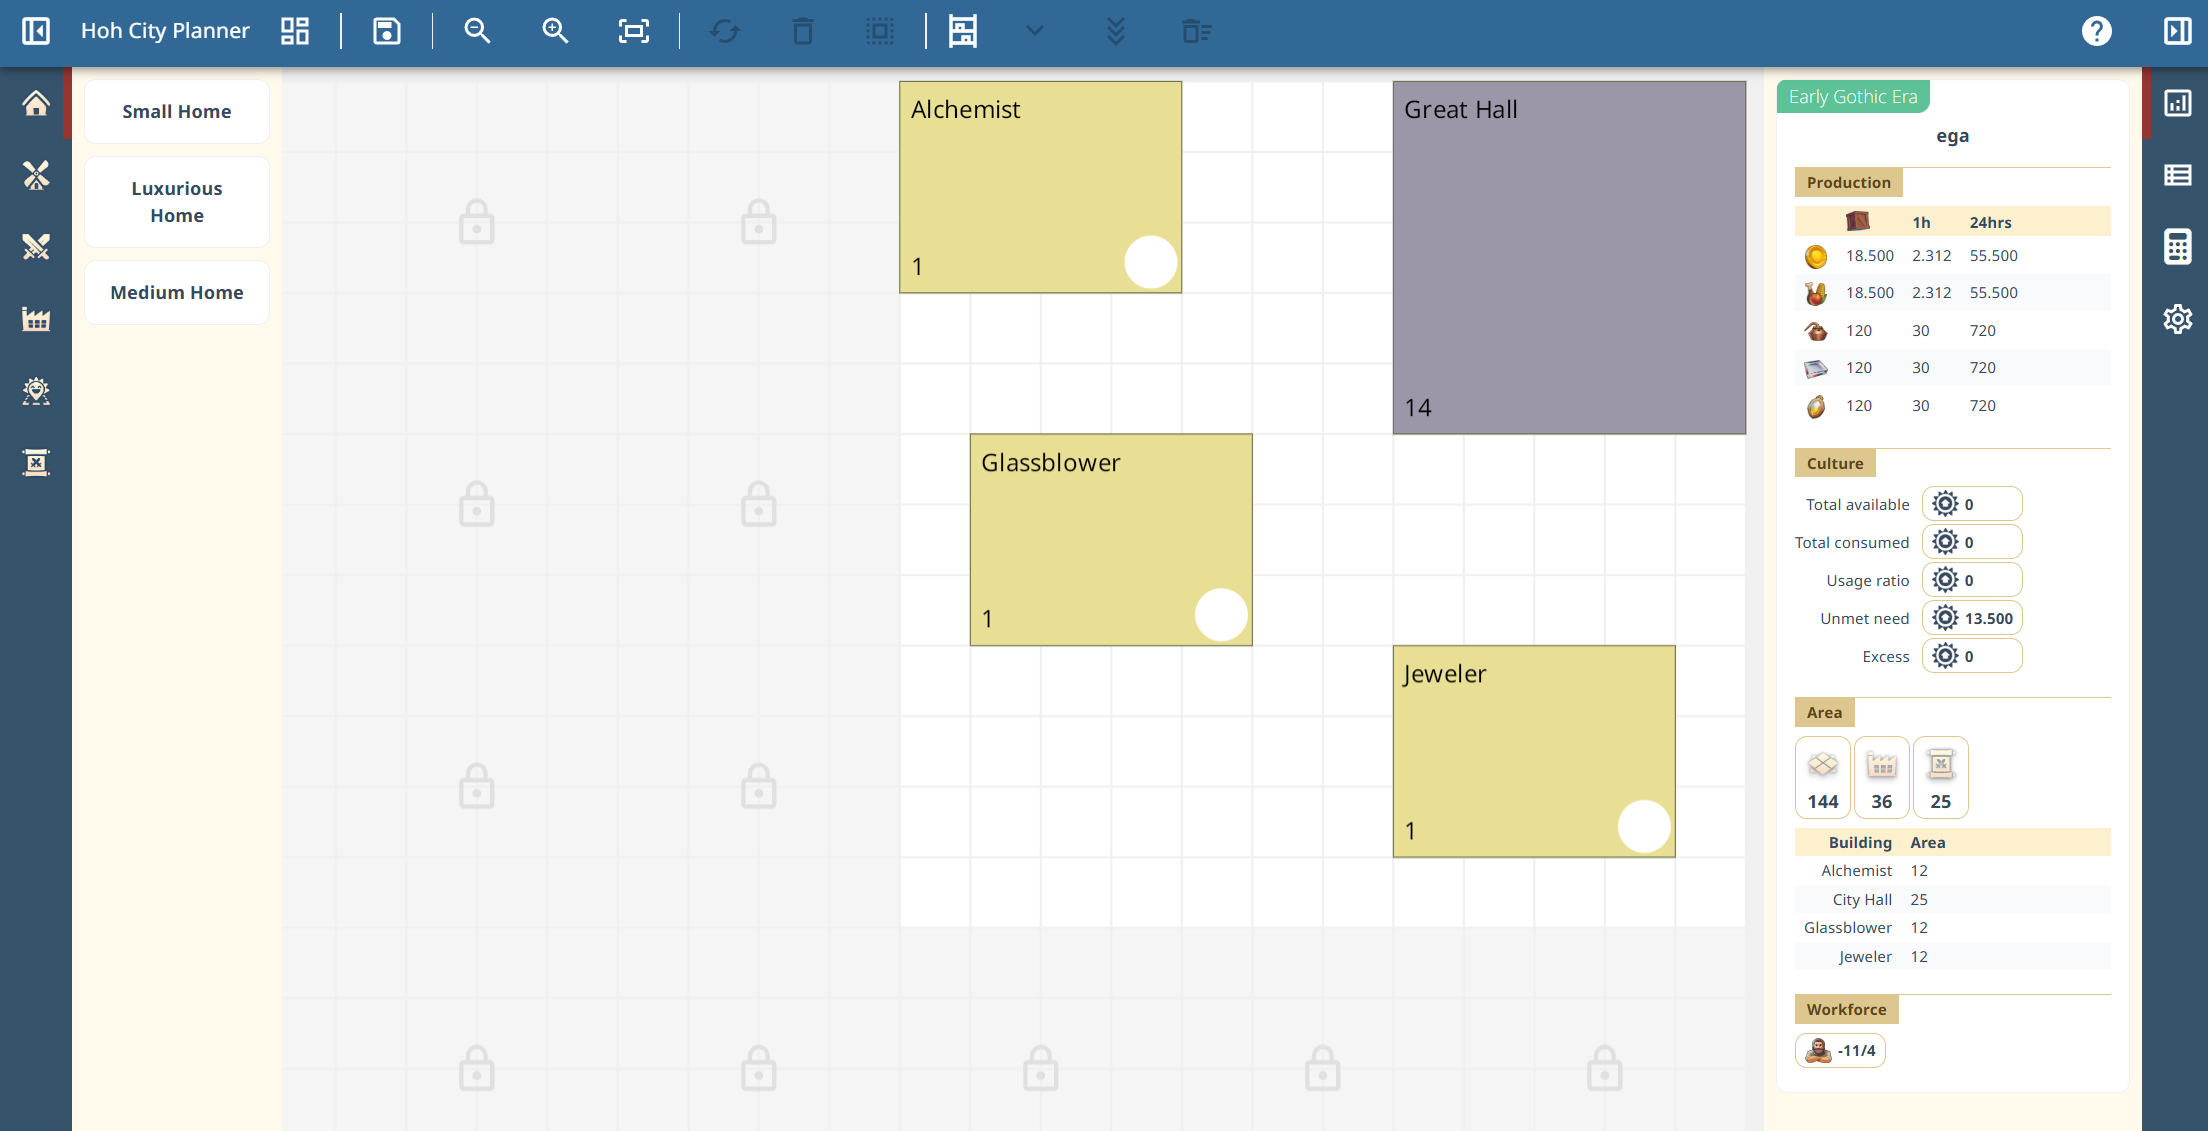 Hoh City Planner
Small Home
Luxurious
Home
Medium Home
Alchemist
1
Great Hall
14
Glassblower
1
Jeweler
1
Early Gothic Era
ega
Production
1h 24hrs
18.500 2.312 55.500
18.500 2.312 55.500
120 30 720
120 30 720
120 30 720
Culture
Total available 0
Total consumed 0
Usage ratio 0
Unmet need 13.500
Excess 0
Area
144 36 25
Building Area
Alchemist 12
City Hall 25
Glassblower 12
Jeweler 12
Workforce
-11/4